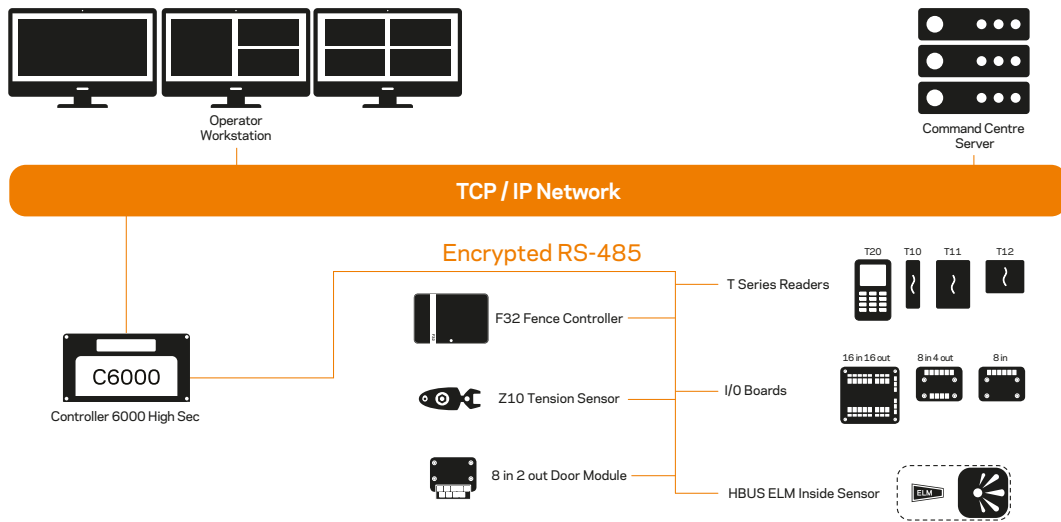 Operator
Workstation
Command Centre
Server
TCP / IP Network
Encrypted RS-485
T20
T10
T11
T12
T Series Readers
F32 Fence Controller
C6000
Controller 6000 High Sec
16 in 16 out
8 in 4 out
8 in
Z10 Tension Sensor
I/0 Boards
8 in 2 out Door Module
HBUS ELM Inside Sensor
ELM